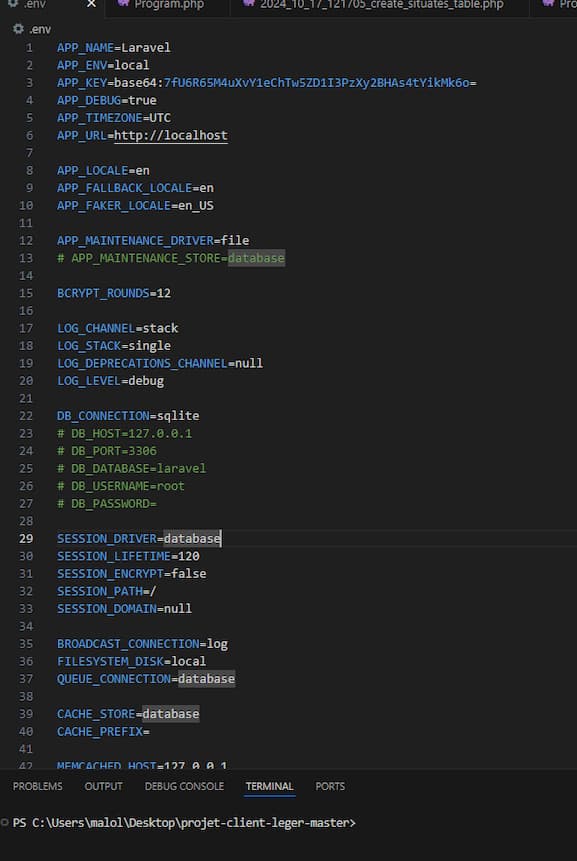 .env
Program.php
2024_10_17_121705_create_situates_table.php
Pro
.env
1 APP_NAME=Laravel
2 APP_ENV=local
3 APP_KEY=base64:7fU6R65M4uXvY1eChTw5ZD1I3PzXy2BHAs4tYikMk6o=
4 APP_DEBUG=true
5 APP_TIMEZONE=UTC
6 APP_URL=http://localhost
7
8 APP_LOCALE=en
9 APP_FALLBACK_LOCALE=en
10 APP_FAKER_LOCALE=en_US
11
12 APP_MAINTENANCE_DRIVER=file
13 # APP_MAINTENANCE_STORE=database
14
15 BCRYPT_ROUNDS=12
16
17 LOG_CHANNEL=stack
18 LOG_STACK=single
19 LOG_DEPRECATIONS_CHANNEL=null
20 LOG_LEVEL=debug
21
22 DB_CONNECTION=sqlite
23 # DB_HOST=127.0.0.1
24 # DB_PORT=3306
25 # DB_DATABASE=laravel
26 # DB_USERNAME=root
27 # DB_PASSWORD=
28
29 SESSION_DRIVER=database
30 SESSION_LIFETIME=120
31 SESSION_ENCRYPT=false
32 SESSION_PATH=/
33 SESSION_DOMAIN=null
34
35 BROADCAST_CONNECTION=log
36 FILESYSTEM_DISK=local
37 QUEUE_CONNECTION=database
38
39 CACHE_STORE=database
40 CACHE_PREFIX=
41
42 MEMCACHED_HOST=127.0.0.1
PROBLEMS OUTPUT DEBUG CONSOLE TERMINAL PORTS
PS C:\Users\malol\Desktop\projet-client-leger-master>